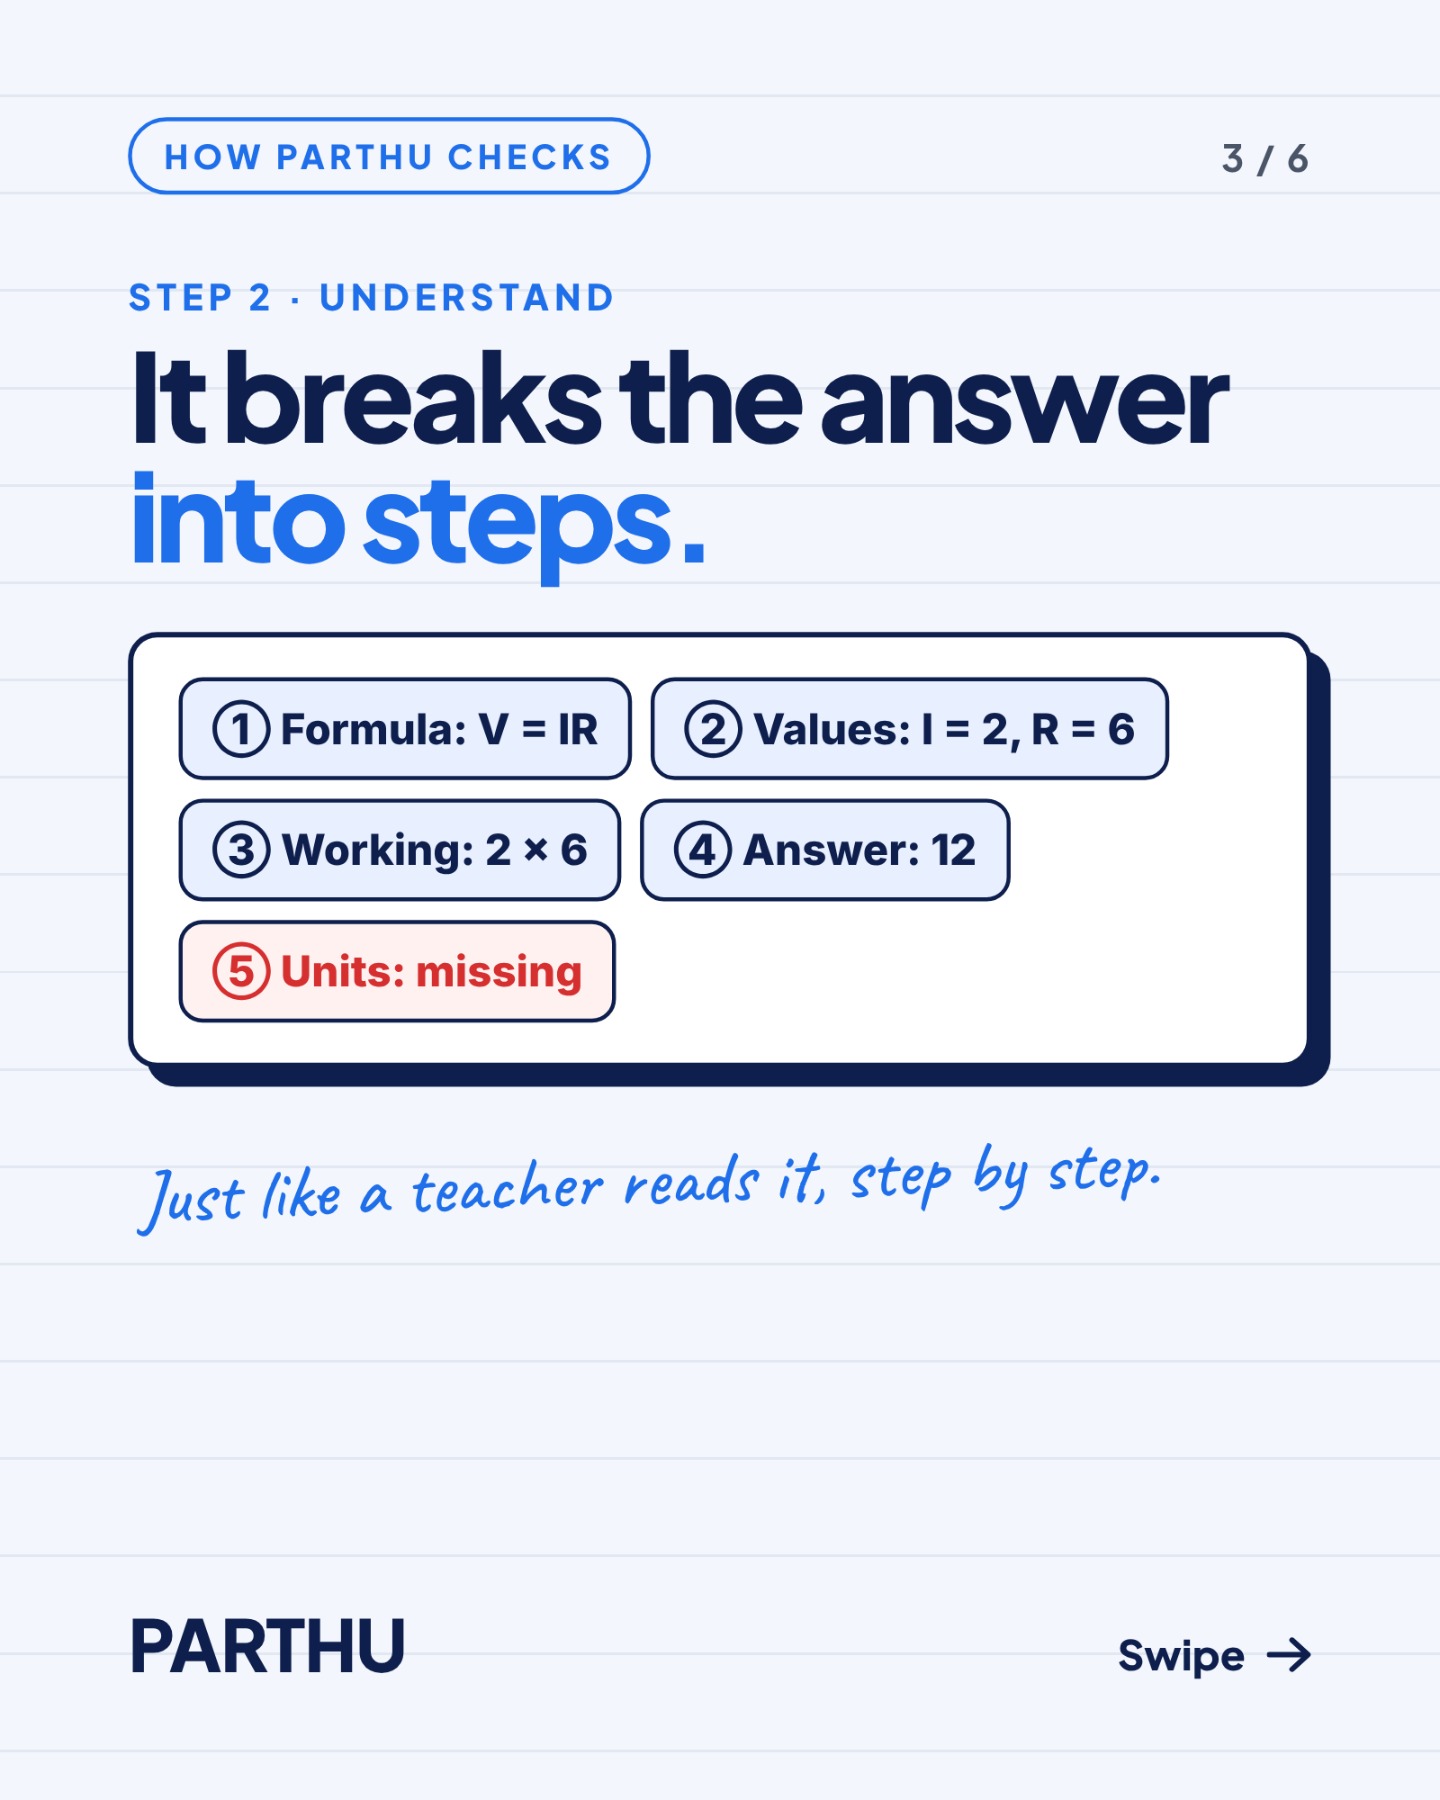 HOW PARTHU CHECKS
3 / 6
STEP 2 · UNDERSTAND
It breaks the answer
into steps.
① Formula: V = IR ② Values: I = 2, R = 6
③ Working: 2 × 6 ④ Answer: 12
⑤ Units: missing
Just like a teacher reads it, step by step.
PARTHU
Swipe →